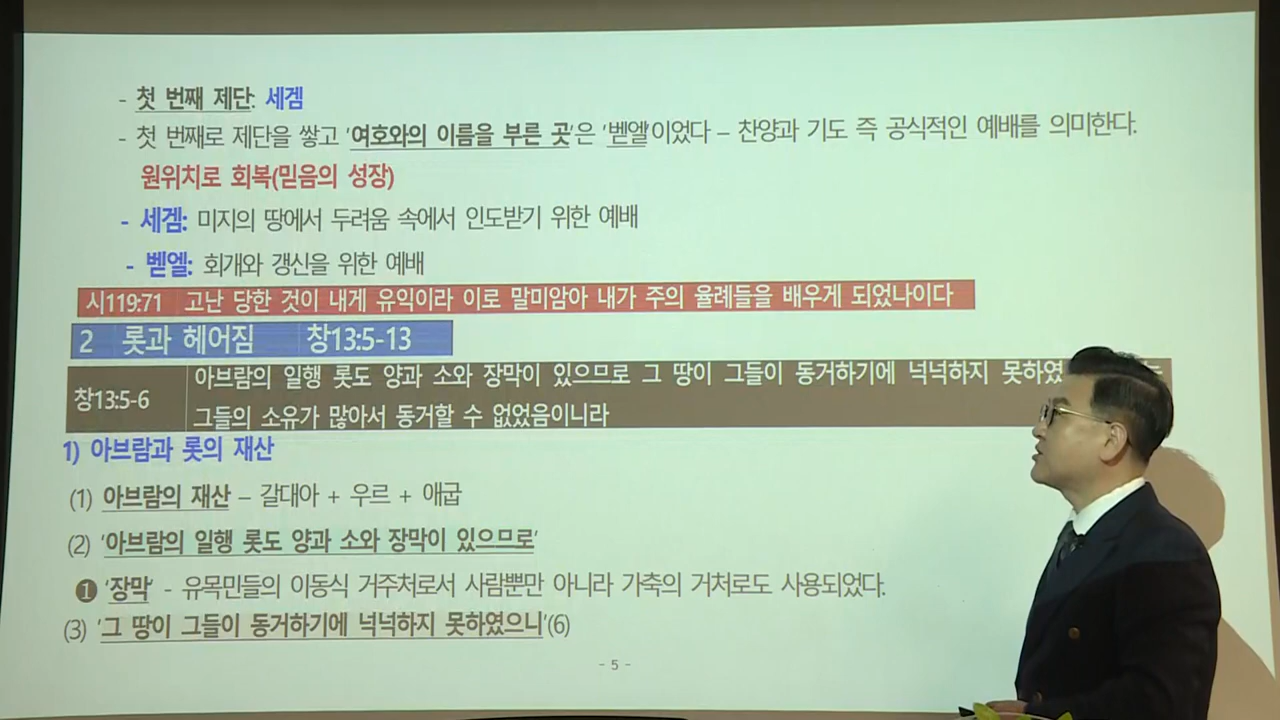 - 첫 번째 제단: 세겜
- 첫 번째로 제단을 쌓고 '여호와의 이름을 부른 곳'은 '벧엘'이었다 – 찬양과 기도 즉 공식적인 예배를 의미한다.
원위치로 회복(믿음의 성장)
- 세겜: 미지의 땅에서 두려움 속에서 인도받기 위한 예배
- 벧엘: 회개와 갱신을 위한 예배
시119:71 고난 당한 것이 내게 유익이라 이로 말미암아 내가 주의 율례들을 배우게 되었나이다
2 롯과 헤어짐 창13:5-13
창13:5-6 아브람의 일행 롯도 양과 소와 장막이 있으므로 그 땅이 그들이 동거하기에 넉넉하지 못하였
그들의 소유가 많아서 동거할 수 없었음이니라
1) 아브람과 롯의 재산
(1) 아브람의 재산 – 갈대아 + 우르 + 애굽
(2) '아브람의 일행 롯도 양과 소와 장막이 있으므로'
❶ '장막' - 유목민들의 이동식 거주처로서 사람뿐만 아니라 가축의 거처로도 사용되었다.
(3) '그 땅이 그들이 동거하기에 넉넉하지 못하였으니'(6)
- 5 -